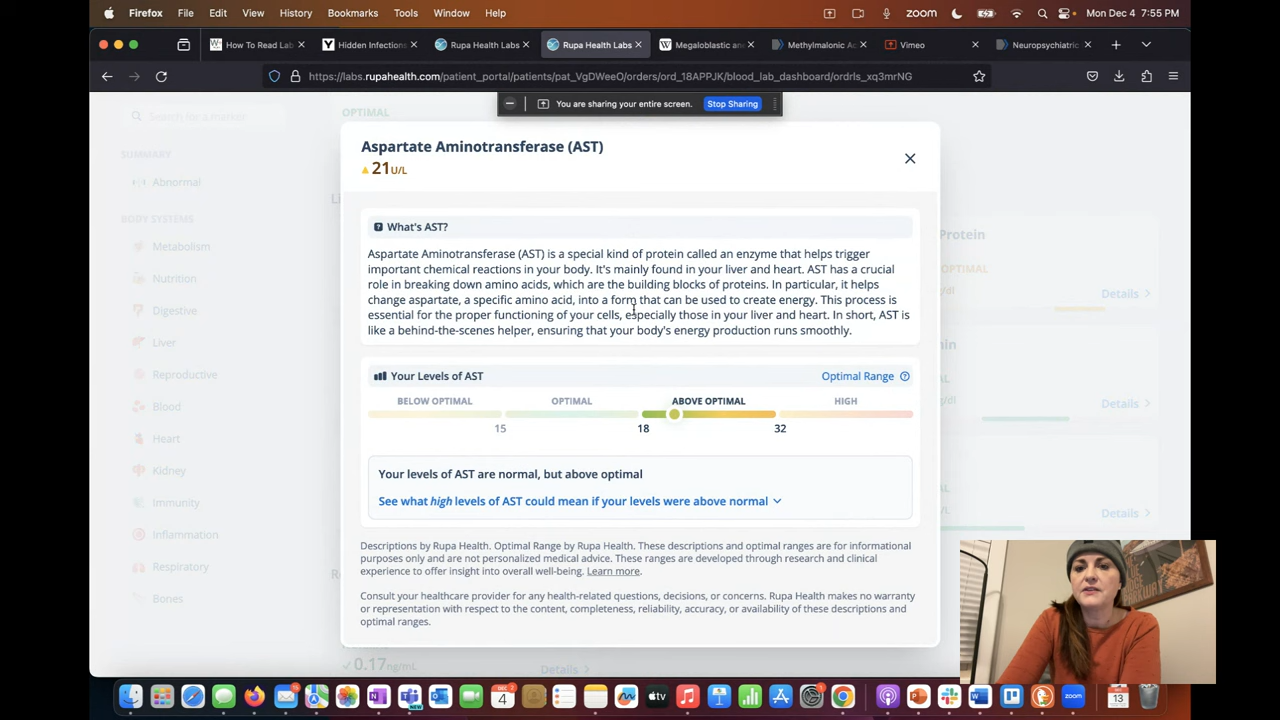 Firefox File Edit View History Bookmarks Tools Window Help zoom Mon Dec 4 7:55 PM
How To Read Lab Hidden Infections Rupa Health Labs Rupa Health Labs Megaloblastic an Methylmalonic Ac Vimeo Neuropsychiatric
https://labs.rupahealth.com/patient_portal/patients/pat_VgDWeeO/orders/ord_18APPJK/blood_lab_dashboard/ordrls_xq3mrNG
You are sharing your entire screen. Stop Sharing
Search for a marker
OPTIMAL
SUMMARY
Abnormal
BODY SYSTEMS
Metabolism
Nutrition
Digestive
Liver
Reproductive
Blood
Heart
Kidney
Immunity
Inflammation
Respiratory
Bones
Aspartate Aminotransferase (AST)
21 U/L
What's AST?
Aspartate Aminotransferase (AST) is a special kind of protein called an enzyme that helps trigger
important chemical reactions in your body. It's mainly found in your liver and heart. AST has a crucial
role in breaking down amino acids, which are the building blocks of proteins. In particular, it helps
change aspartate, a specific amino acid, into a form that can be used to create energy. This process is
essential for the proper functioning of your cells, especially those in your liver and heart. In short, AST is
like a behind-the-scenes helper, ensuring that your body's energy production runs smoothly.
Your Levels of AST Optimal Range
BELOW OPTIMAL OPTIMAL ABOVE OPTIMAL HIGH
15 18 32
Your levels of AST are normal, but above optimal
See what high levels of AST could mean if your levels were above normal
Descriptions by Rupa Health. Optimal Range by Rupa Health. These descriptions and optimal ranges are for informational
purposes only and are not personalized medical advice. These ranges are developed through research and clinical
experience to offer insight into overall well-being. Learn more.
Consult your healthcare provider for any health-related questions, decisions, or concerns. Rupa Health makes no warranty
or representation with respect to the content, completeness, reliability, accuracy, or availability of these descriptions and
optimal ranges.
Protein
OPTIMAL
Details
Details
Details
0.17 ng/mL Details